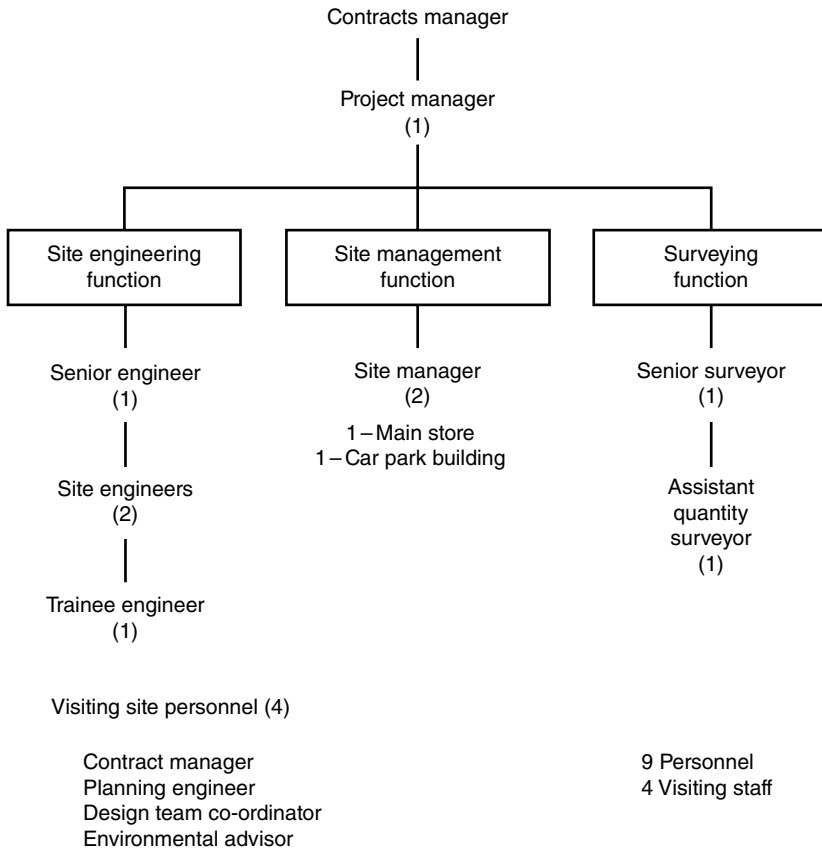 Contracts manager
Project manager
(1)
Site engineering
function
Site management
function
Surveying
function
Senior engineer
(1)
Site manager
(2)
1–Main store
1–Car park building
Senior surveyor
(1)
Site engineers
(2)
Assistant
quantity
surveyor
(1)
Trainee engineer
(1)
Visiting site personnel (4)
Contract manager
Planning engineer
Design team co-ordinator
Environmental advisor
9 Personnel
4 Visiting staff